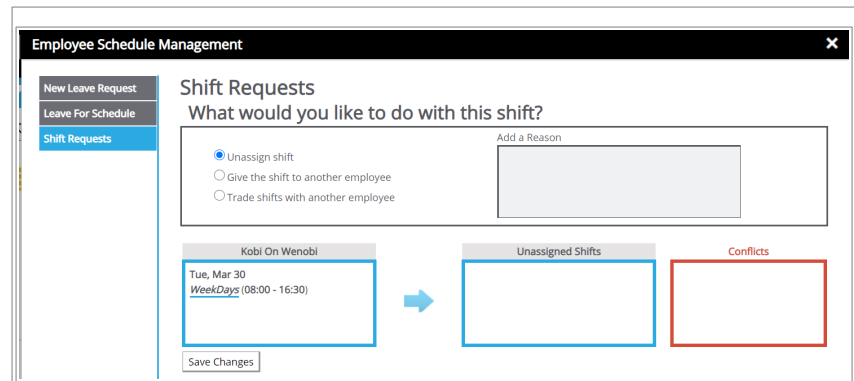 Employee Schedule Management
New Leave Request
Leave For Schedule
Shift Requests
Shift Requests
What would you like to do with this shift?
Unassign shift
Give the shift to another employee
Trade shifts with another employee
Add a Reason
Kobi On Wenobi
Tue, Mar 30
WeekDays (08:00 - 16:30)
Unassigned Shifts
Conflicts
Save Changes